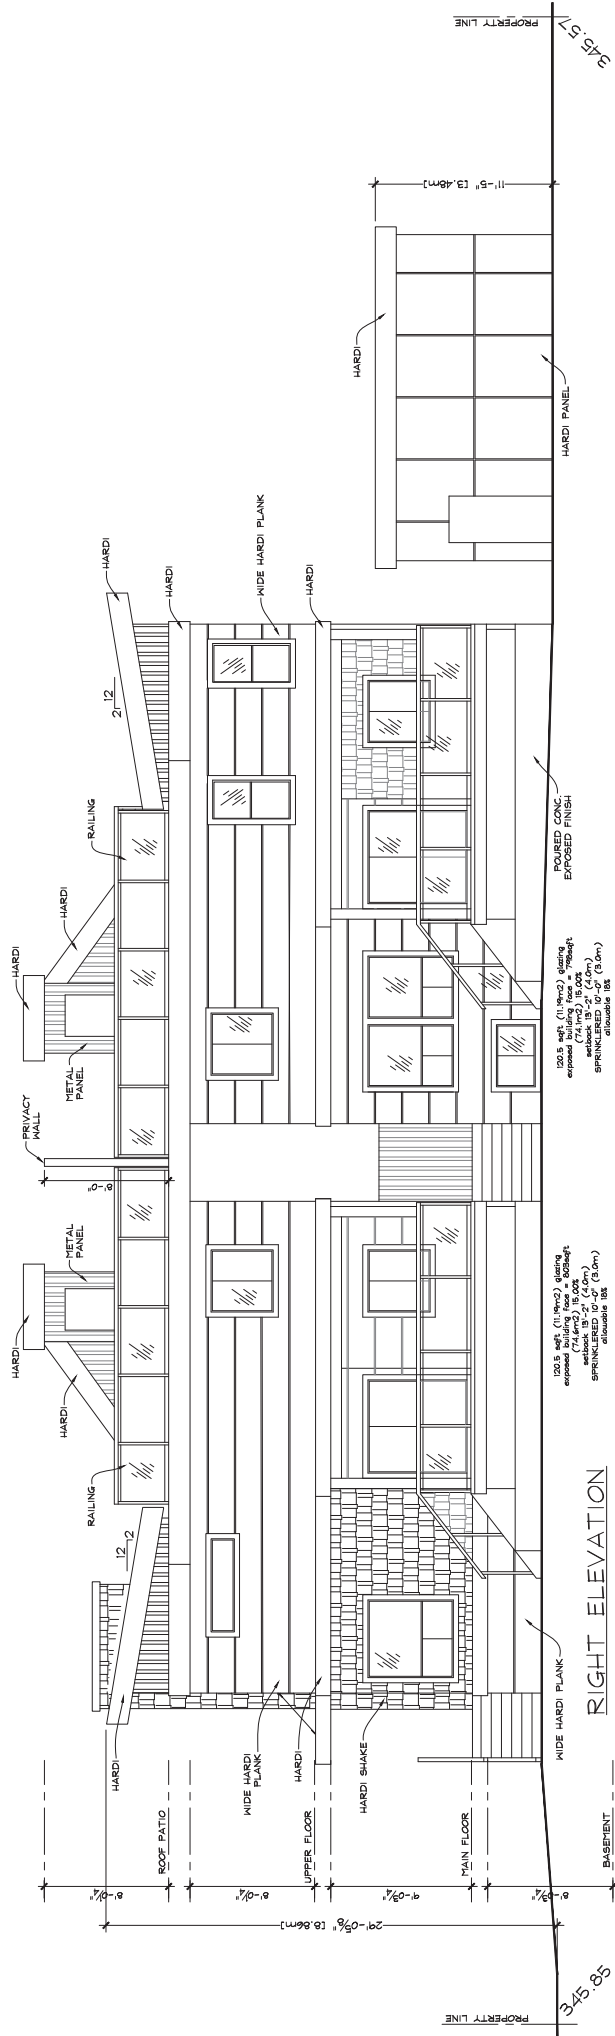 PROPERTY LINE
345.57
11'-5" [3.48m]
HARDI
HARDI PANEL
HARDI
HARDI
WIDE HARDI PLANK
HARDI
12
2
RAILING
HARDI
HARDI
METAL
PANEL
PRIVACY
WALL
8'-0"
METAL
PANEL
HARDI
HARDI
RAILING
12
2
HARDI
WIDE HARDI
PLANK
HARDI
HARDI SHAKE
WIDE HARDI PLANK
POURED CONC.
EXPOSED FINISH
120.5 sqft (11.19m2) glazing
exposed building face = 798sqft
(74.1m2) 15.00%
setback 13'-2" (4.0m)
SPRINKLERED 10'-0" (3.0m)
allowable 18%
120.5 sqft (11.19m2) glazing
exposed building face = 803sqft
(74.6m2) 15.00%
setback 13'-2" (4.0m)
SPRINKLERED 10'-0" (3.0m)
allowable 18%
RIGHT ELEVATION
ROOF PATIO
UPPER FLOOR
MAIN FLOOR
BASEMENT
8'-0¼"
8'-0¼"
9'-0¾"
8'-0¾"
29'-0⅝" [8.86m]
PROPERTY LINE
345.85